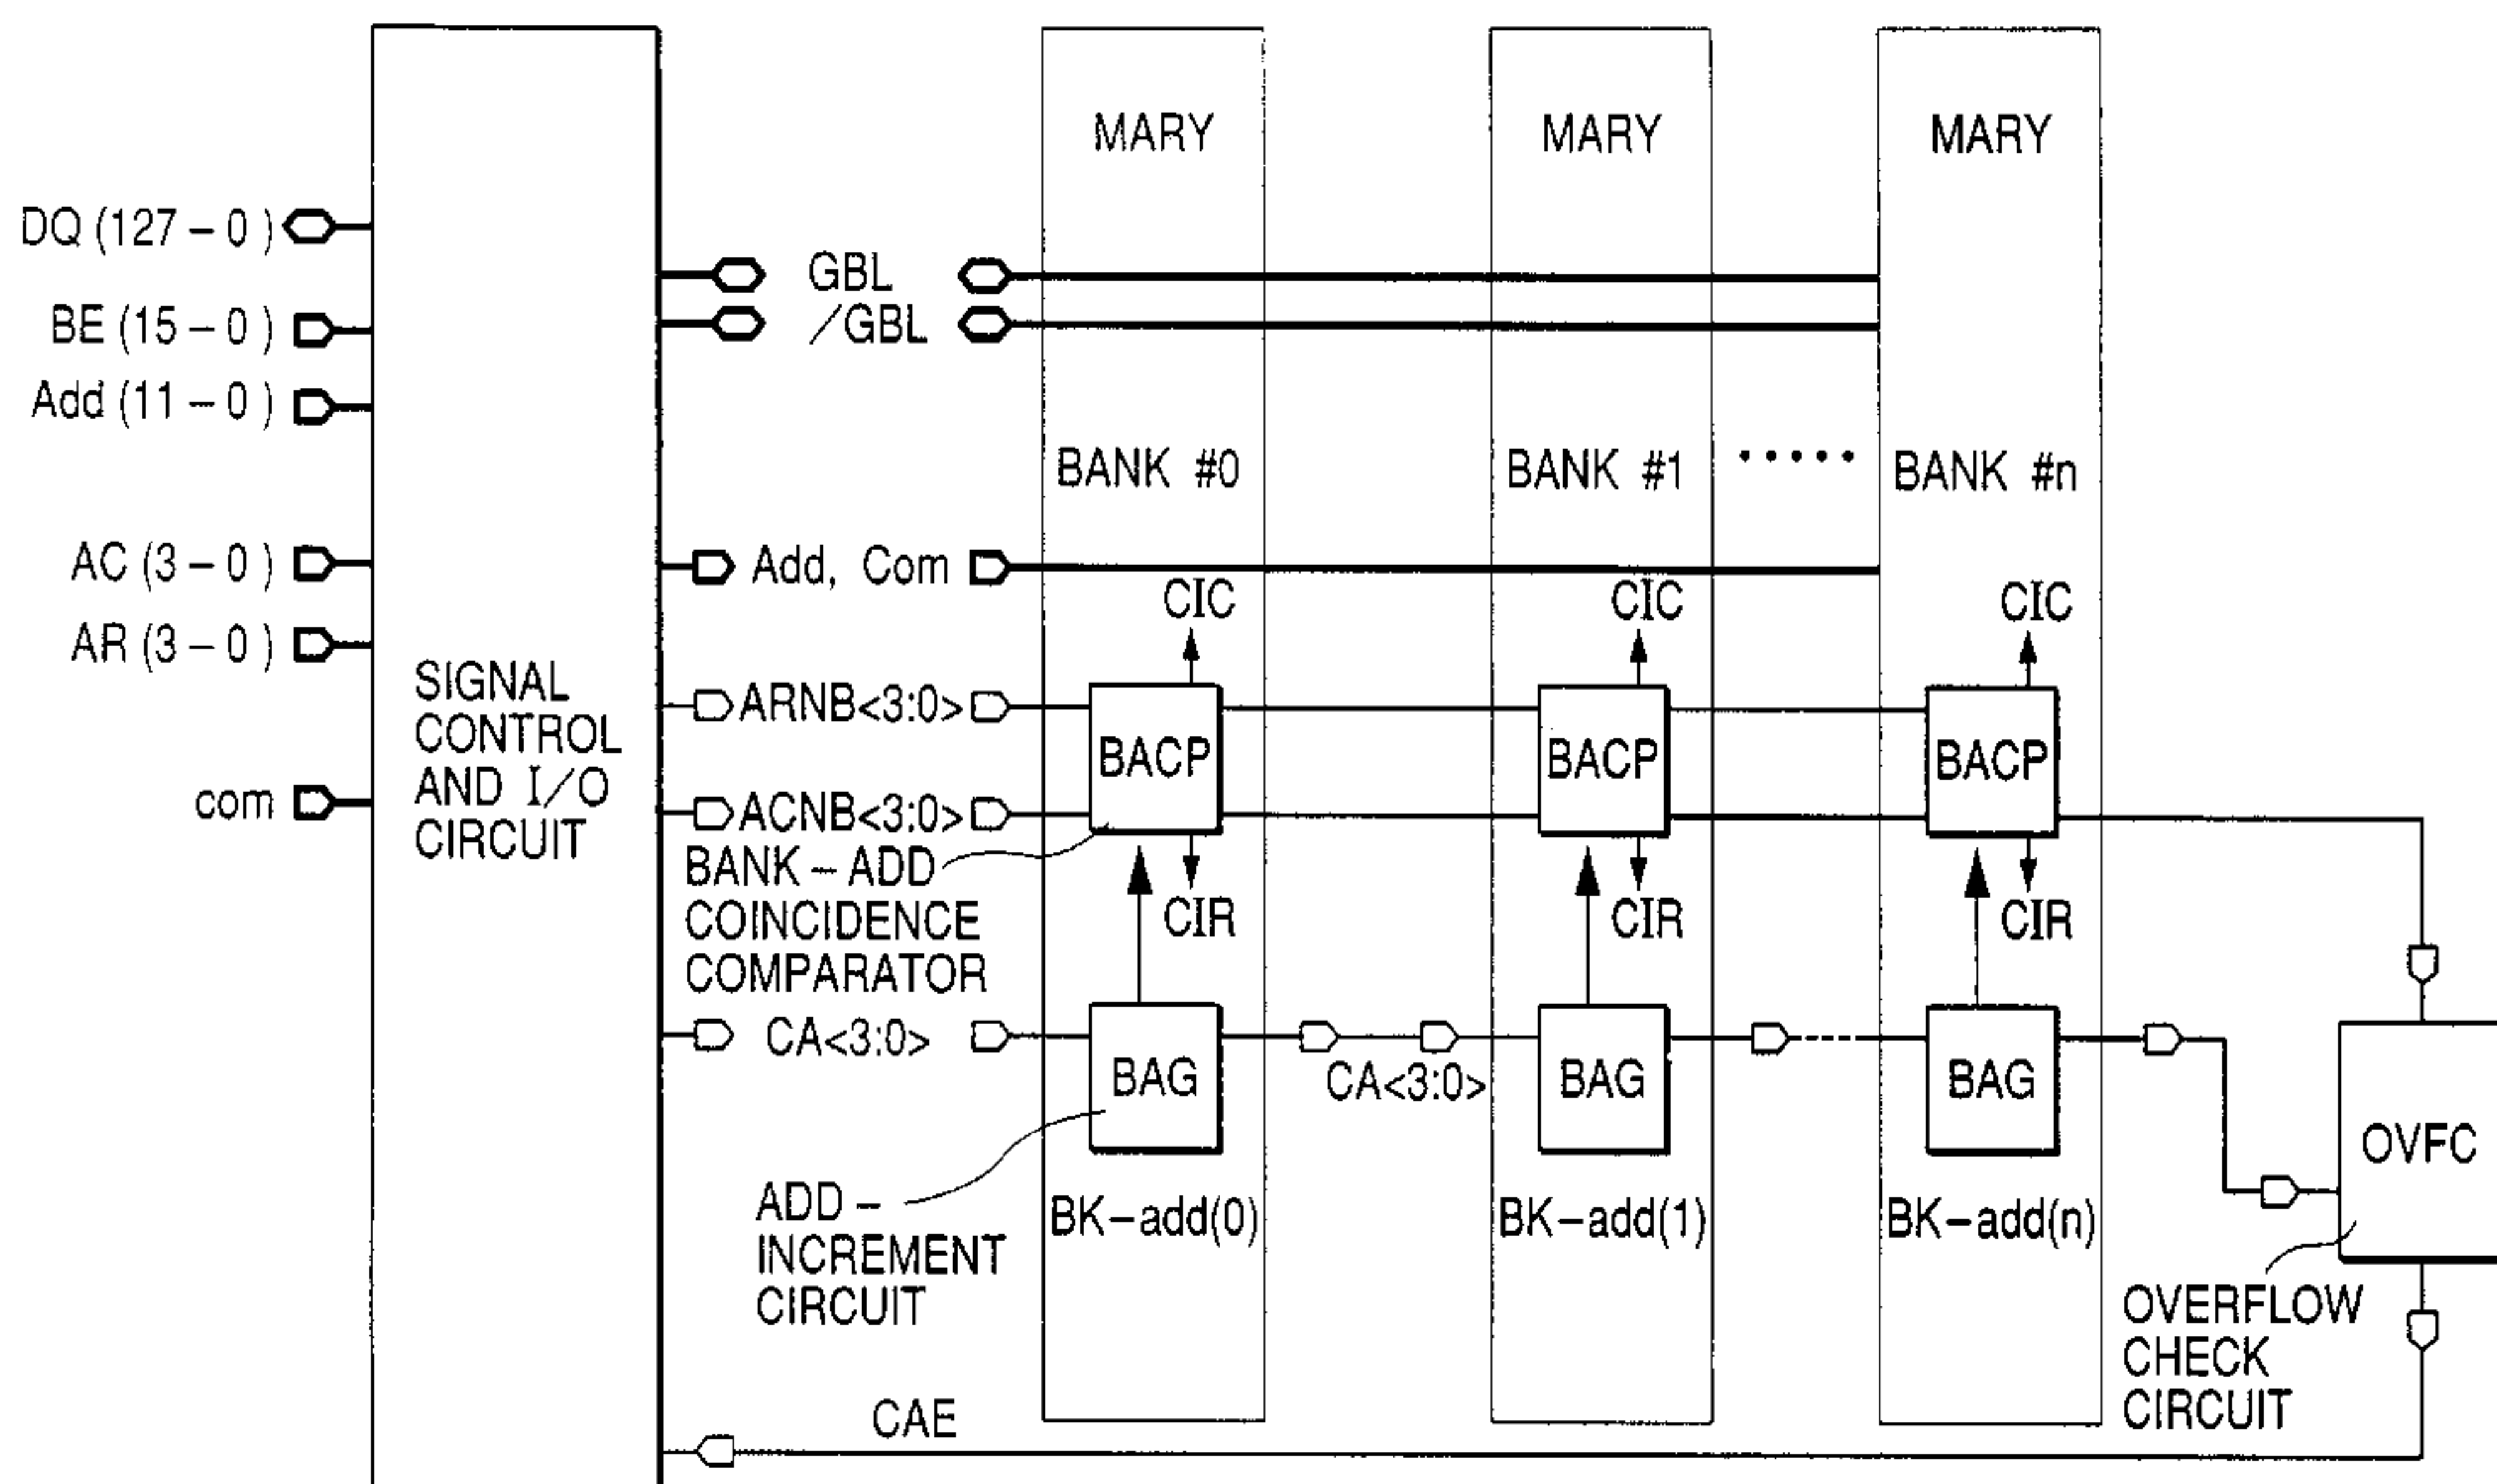 MARY
MARY
MARY
DQ (127 – 0 )
BE (15 – 0 )
Add (11 – 0 )
AC (3 – 0 )
AR (3 – 0 )
com
SIGNAL
CONTROL
AND I/O
CIRCUIT
GBL
/GBL
BANK #0
BANK #1
.....
BANK #n
Add, Com
CIC
CIC
CIC
ARNB<3:0>
BACP
BACP
BACP
ACNB<3:0>
BANK – ADD
COINCIDENCE
COMPARATOR
CIR
CIR
CIR
CA<3:0>
BAG
CA<3:0>
BAG
BAG
OVFC
ADD –
INCREMENT
CIRCUIT
BK–add(0)
BK–add(1)
BK–add(n)
OVERFLOW
CHECK
CIRCUIT
CAE